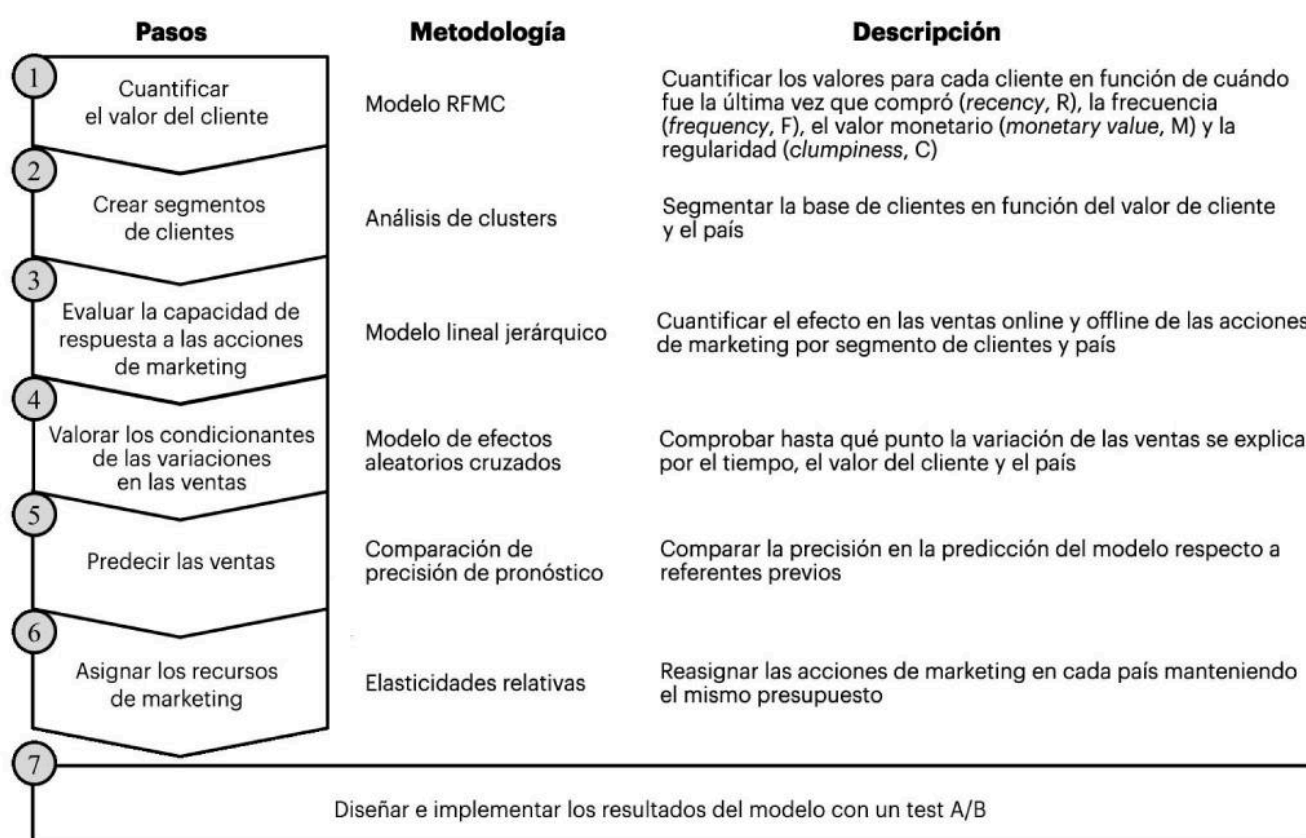 Pasos
Metodología
Descripción
1
Cuantificar
el valor del cliente
Modelo RFMC
Cuantificar los valores para cada cliente en función de cuándo
fue la última vez que compró (recency, R), la frecuencia
(frequency, F), el valor monetario (monetary value, M) y la
regularidad (clumpiness, C)
2
Crear segmentos
de clientes
Análisis de clusters
Segmentar la base de clientes en función del valor de cliente
y el país
3
Evaluar la capacidad de
respuesta a las acciones
de marketing
Modelo lineal jerárquico
Cuantificar el efecto en las ventas online y offline de las acciones
de marketing por segmento de clientes y país
4
Valorar los condicionantes
de las variaciones
en las ventas
Modelo de efectos
aleatorios cruzados
Comprobar hasta qué punto la variación de las ventas se explica
por el tiempo, el valor del cliente y el país
5
Predecir las ventas
Comparación de
precisión de pronóstico
Comparar la precisión en la predicción del modelo respecto a
referentes previos
6
Asignar los recursos
de marketing
Elasticidades relativas
Reasignar las acciones de marketing en cada país manteniendo
el mismo presupuesto
7
Diseñar e implementar los resultados del modelo con un test A/B